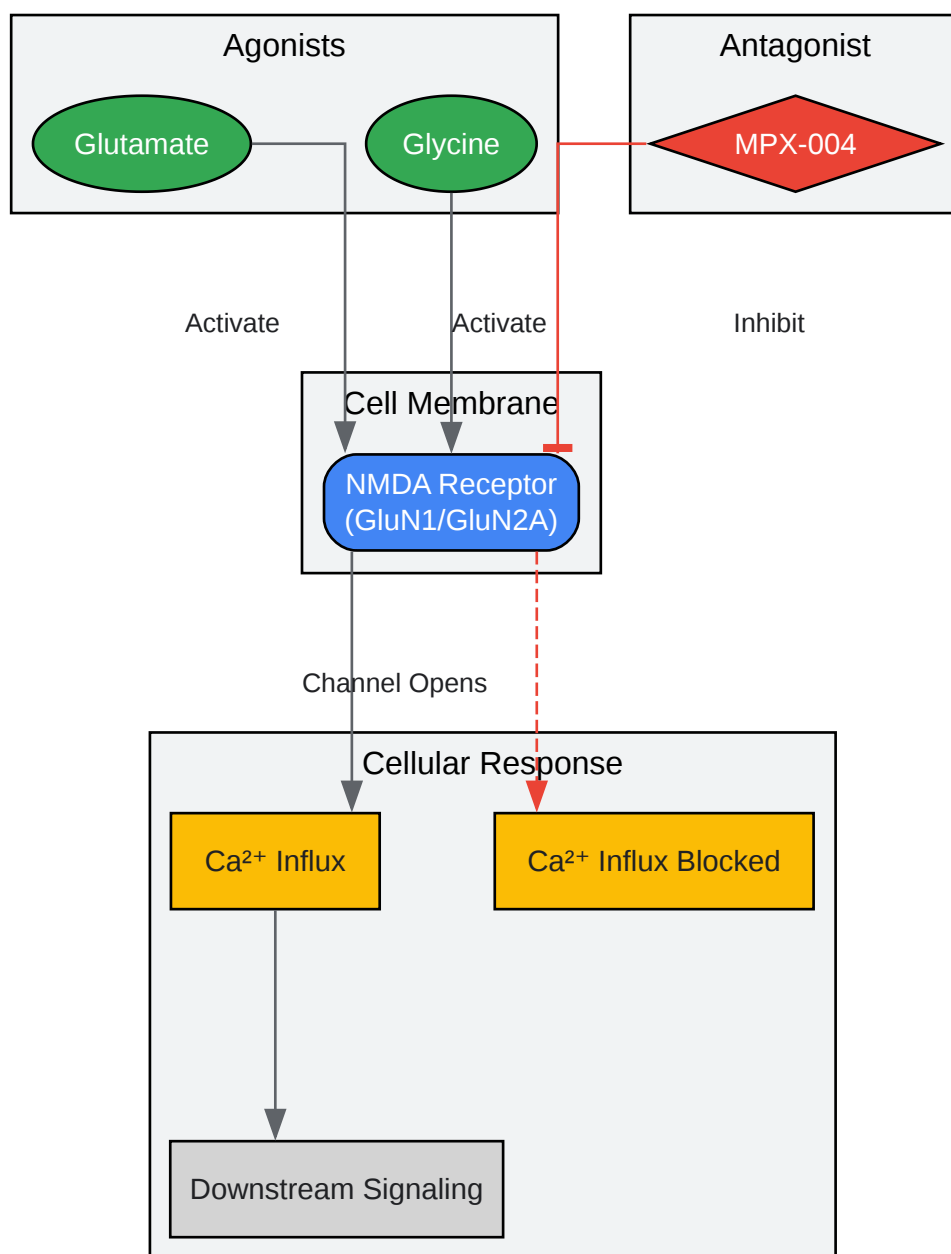 Agonists
Antagonist
Glutamate
Glycine
MPX-004
Activate
Activate
Inhibit
Cell Membrane
NMDA Receptor
(GluN1/GluN2A)
Channel Opens
Cellular Response
Ca²⁺ Influx
Ca²⁺ Influx Blocked
Downstream Signaling